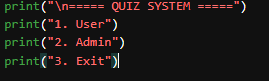 print("\n===== QUIZ SYSTEM =====")
print("1. User")
print("2. Admin")
print("3. Exit")